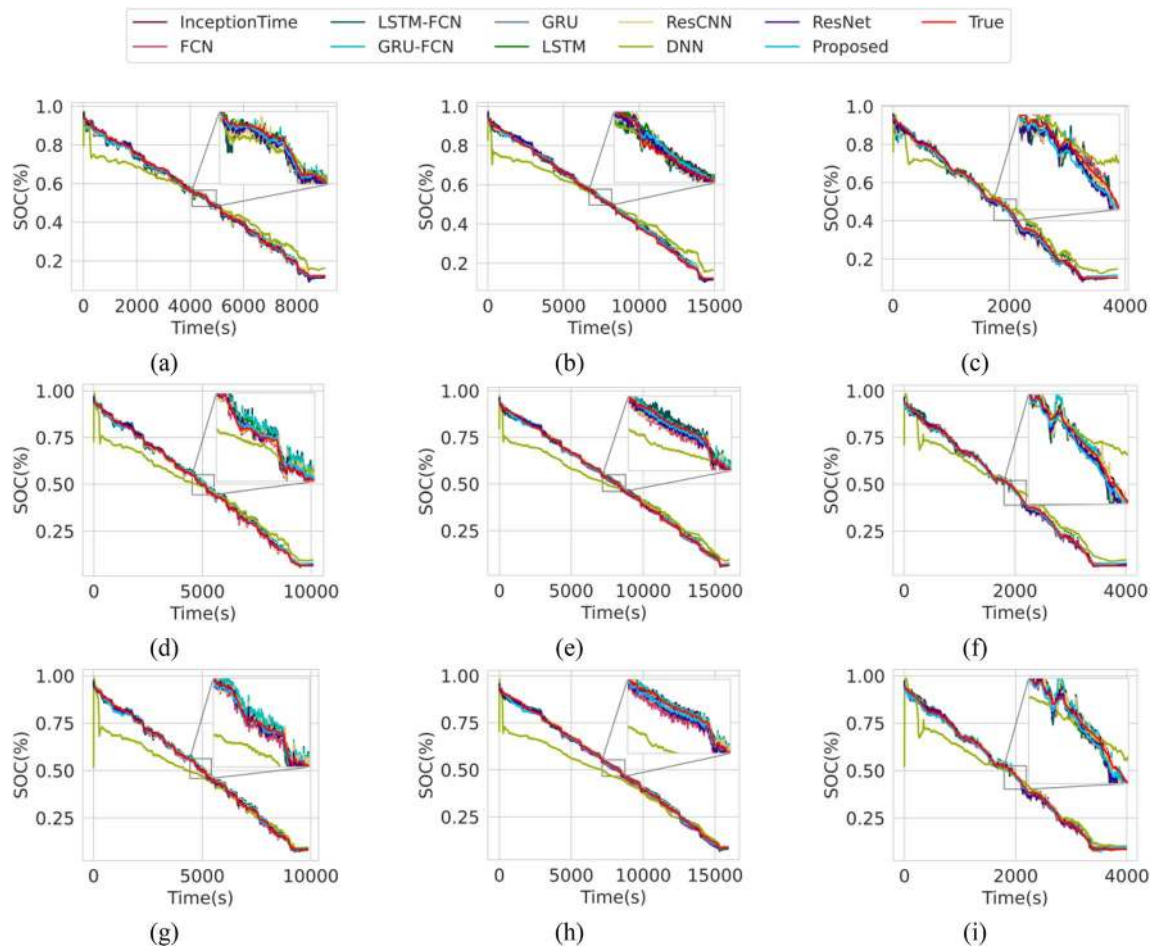 InceptionTime LSTM-FCN GRU ResCNN ResNet True
FCN GRU-FCN LSTM DNN Proposed
1.0 1.0 1.0
0.8 0.8 0.8
0.6 0.6 0.6
0.4 0.4 0.4
0.2 0.2 0.2
SOC(%) SOC(%) SOC(%)
0 2000 4000 6000 8000 0 5000 10000 15000 0 2000 4000
Time(s) Time(s) Time(s)
(a) (b) (c)
1.00 1.00 1.00
0.75 0.75 0.75
0.50 0.50 0.50
0.25 0.25 0.25
SOC(%) SOC(%) SOC(%)
0 5000 10000 0 5000 10000 15000 0 2000 4000
Time(s) Time(s) Time(s)
(d) (e) (f)
1.00 1.00 1.00
0.75 0.75 0.75
0.50 0.50 0.50
0.25 0.25 0.25
SOC(%) SOC(%) SOC(%)
0 5000 10000 0 5000 10000 15000 0 2000 4000
Time(s) Time(s) Time(s)
(g) (h) (i)